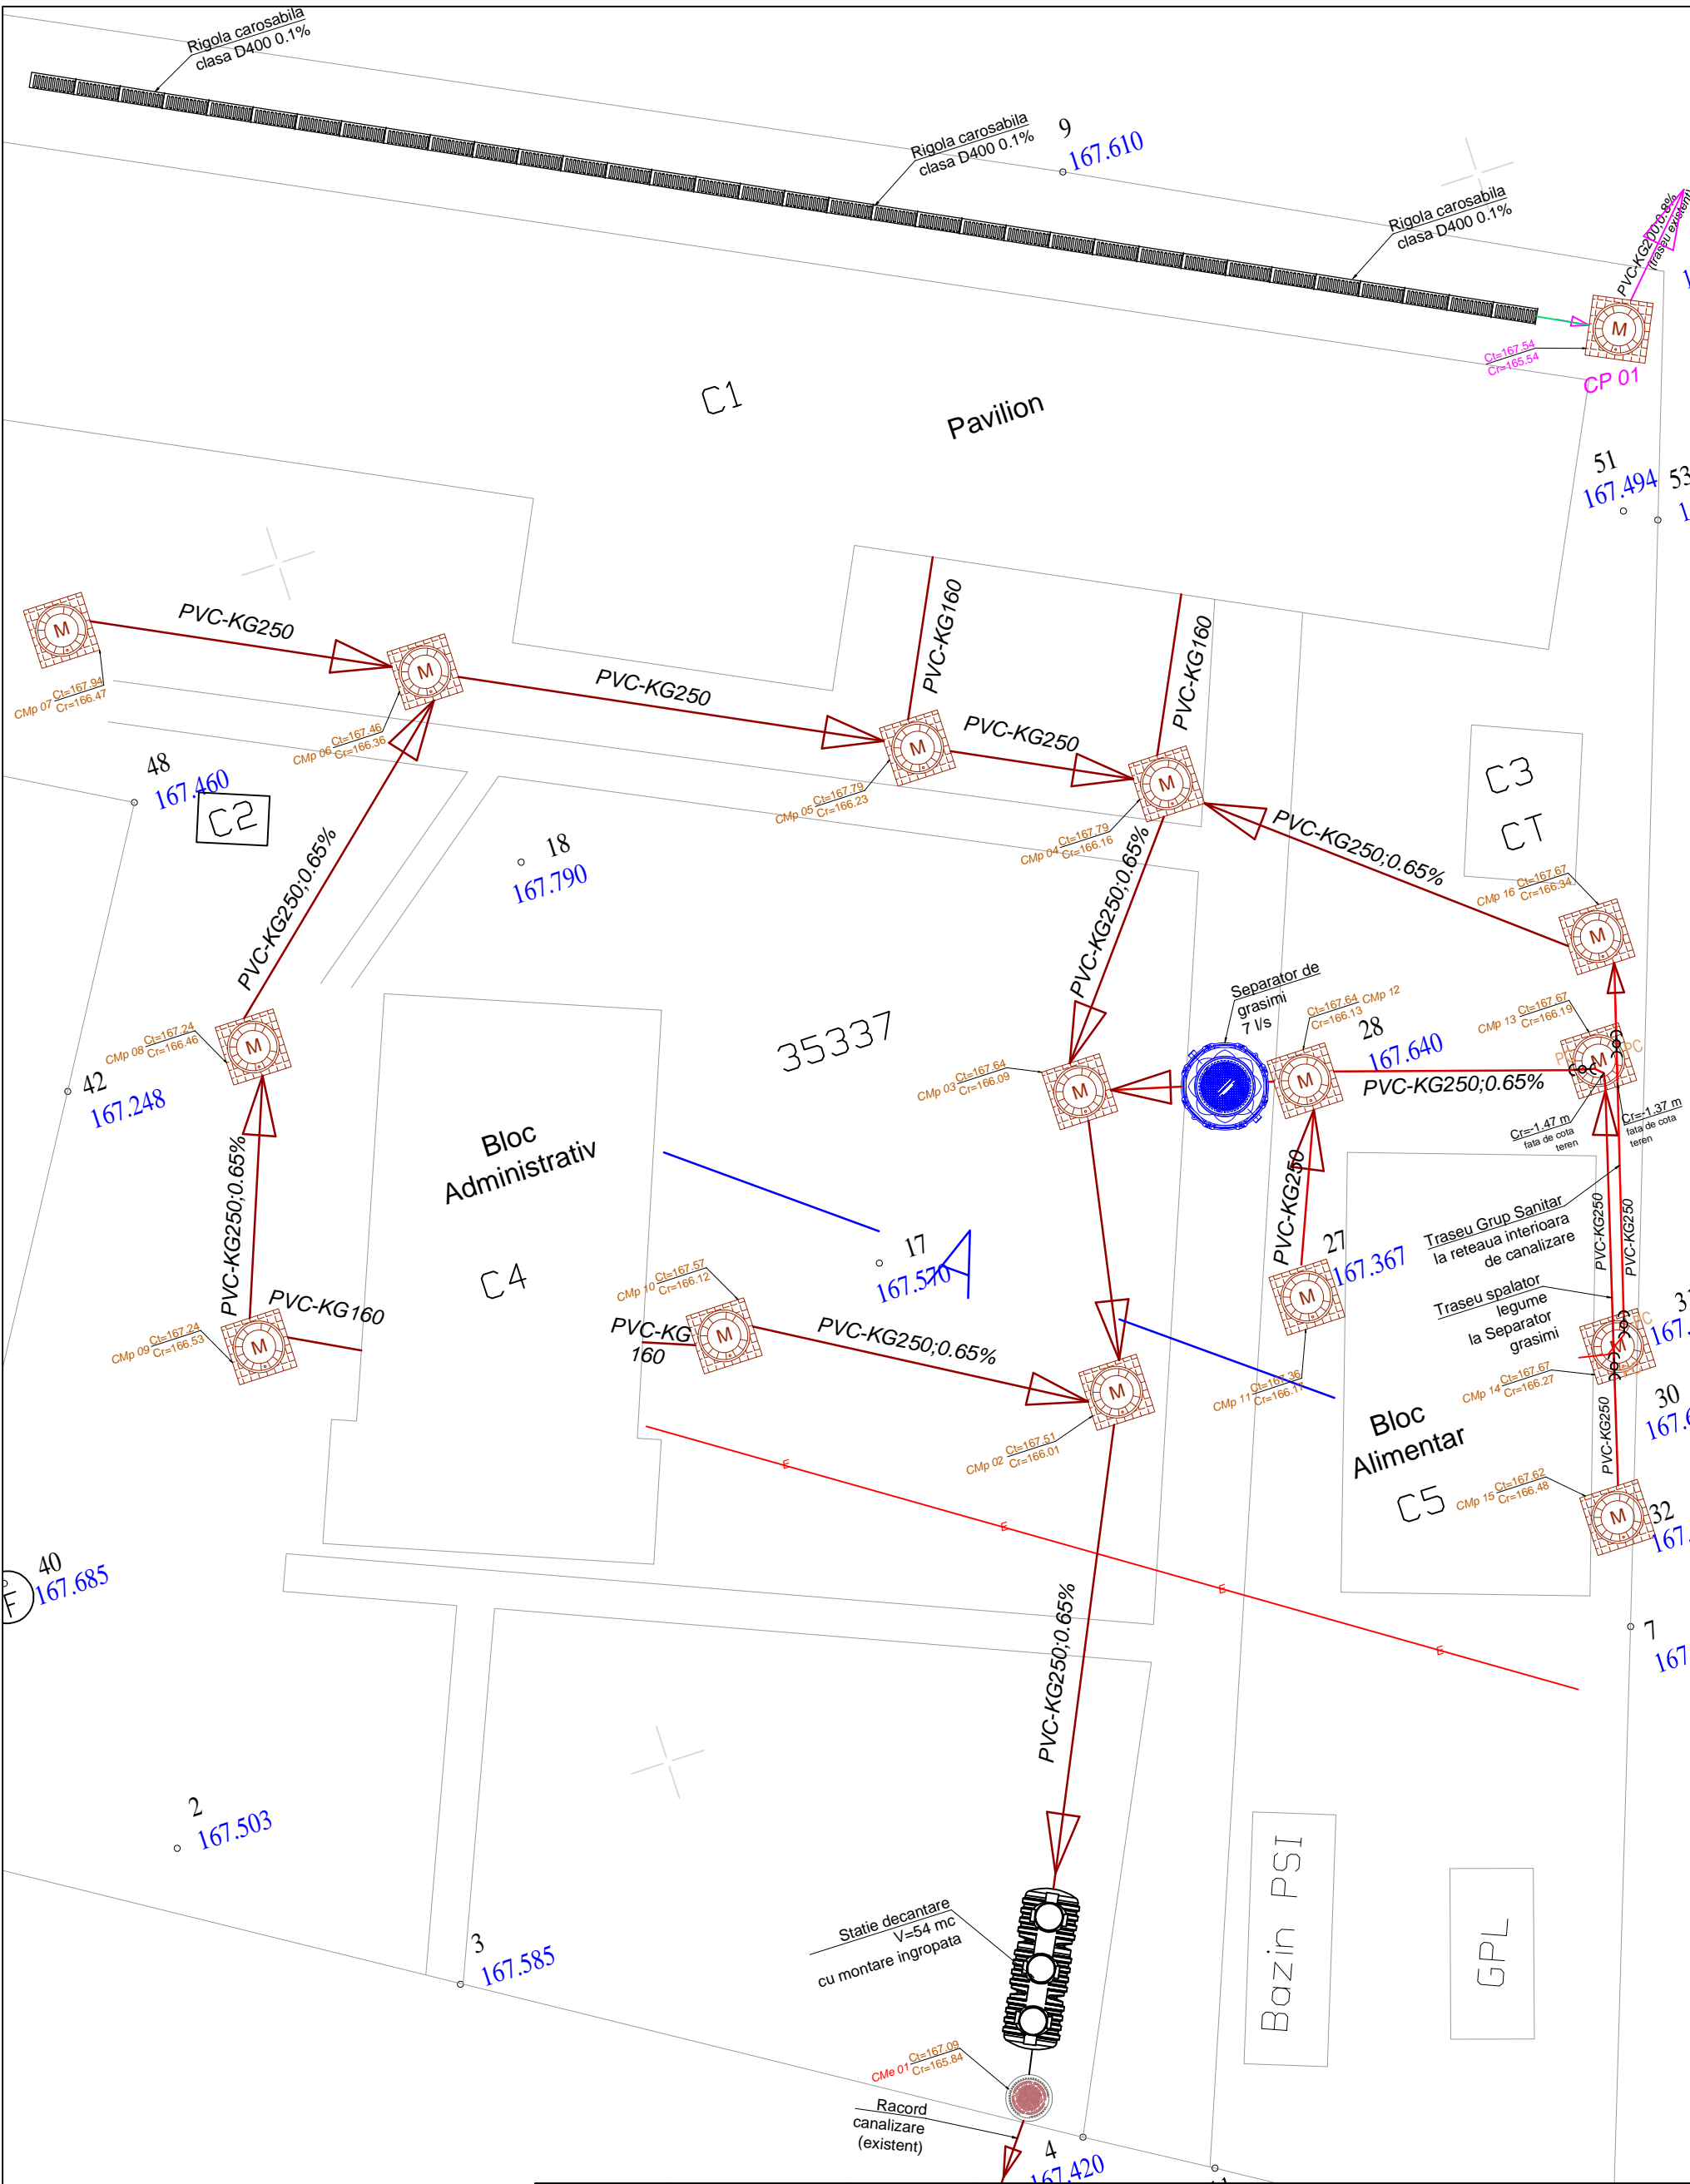 Rigola carosabila
clasa D400 0.1%
Rigola carosabila
clasa D400 0.1%
9
167.610
Rigola carosabila
clasa D400 0.1%
PVC-KG200;0.8%
(traseu existent)
M
Ct=167.54
Cr=165.54
CP 01
C1
Pavilion
51
167.494
53
M
PVC-KG250
CMp 07
Ct=167.94
Cr=166.47
M
CMp 06
Ct=167.46
Cr=166.36
PVC-KG250
PVC-KG160
M
CMp 05
Ct=167.79
Cr=166.23
PVC-KG250
PVC-KG160
M
CMp 04
Ct=167.79
Cr=166.16
C3
CT
48
167.460
C2
18
167.790
PVC-KG250;0.65%
PVC-KG250;0.65%
PVC-KG250;0.65%
CMp 16
Ct=167.67
Cr=166.34
M
Separator de
grasimi
7 l/s
Ct=167.64
Cr=166.13
CMp 12
28
167.640
CMp 13
Ct=167.67
Cr=166.19
M
PC
35337
CMp 08
Ct=167.24
Cr=166.46
M
CMp 03
Ct=167.64
Cr=166.09
M
M
PVC-KG250;0.65%
42
167.248
Cr=-1.47 m
fata de cota
teren
Cr=-1.37 m
fata de cota
teren
Bloc
Administrativ
C4
PVC-KG250;0.65%
PVC-KG250
PVC-KG250
PVC-KG250
Traseu Grup Sanitar
la reteaua interioara
de canalizare
17
167.570
27
167.367
M
Traseu spalator
legume
la Separator
grasimi
CMp 09
Ct=167.24
Cr=166.53
M
PVC-KG160
CMp 10
Ct=167.57
Cr=166.12
PVC-KG
160
M
PVC-KG250;0.65%
M
CMp 11
Ct=167.36
CMp 14
Ct=167.67
Cr=166.27
M
30
CMp 02
Ct=167.51
Cr=166.01
Bloc
Alimentar
C5
PVC-KG250
CMp 15
Ct=167.62
Cr=166.48
M
32
E
E
E
E
40
167.685
F
7
PVC-KG250;0.65%
2
167.503
3
167.585
Statie decantare
V=54 mc
cu montare ingropata
Bazin PSI
GPL
CMe 01
Ct=167.09
Cr=165.84
Racord
canalizare
(existent)
4
167.420